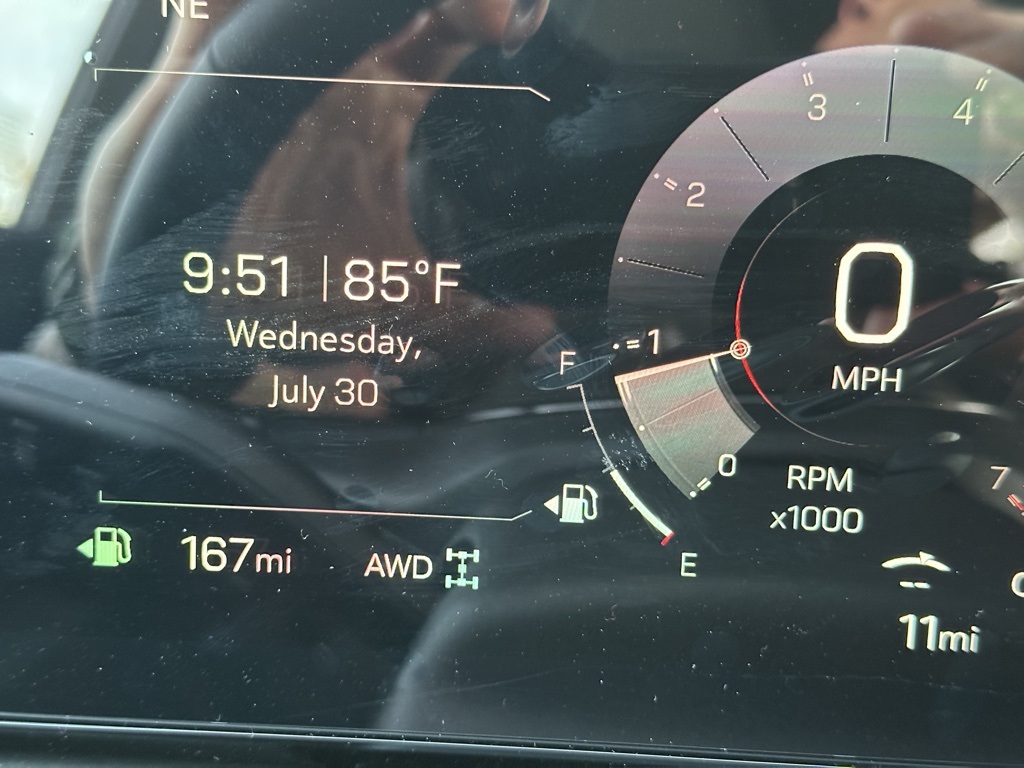 NE
9:51 | 85°F
Wednesday,
July 30
167mi
AWD
F
E
0
1
2
3
4
7
0
MPH
RPM
x1000
--
11mi